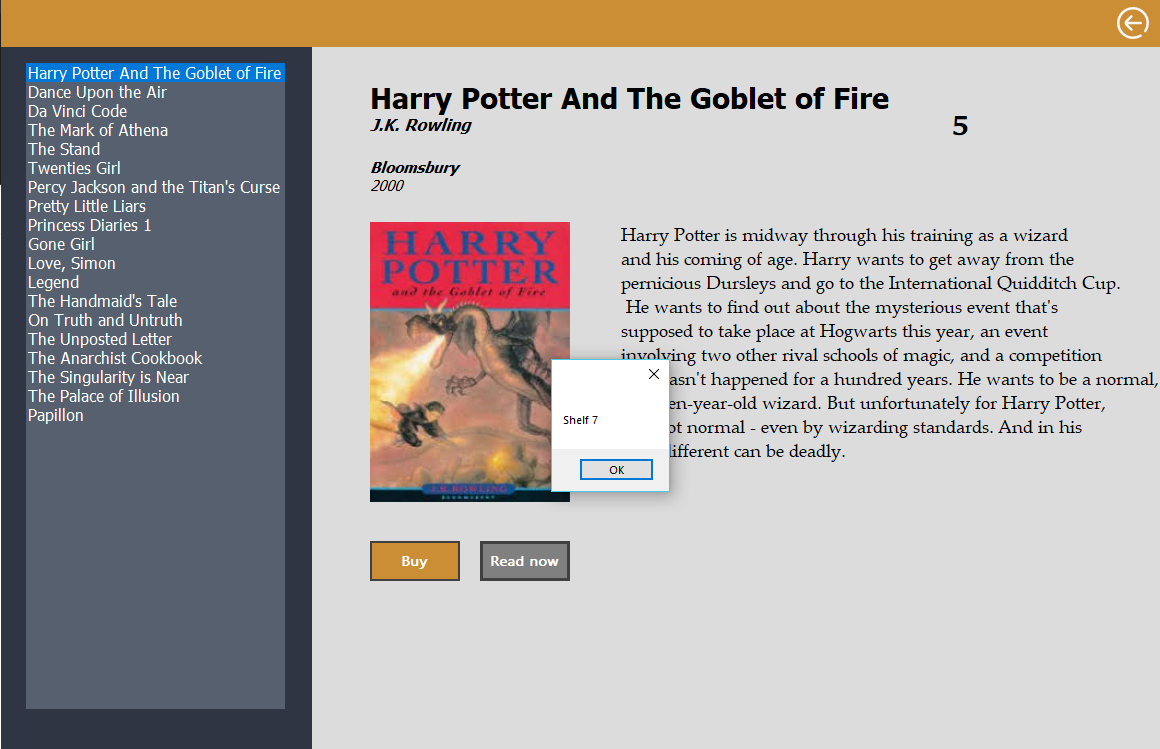 Harry Potter And The Goblet of Fire
Dance Upon the Air
Da Vinci Code
The Mark of Athena
The Stand
Twenties Girl
Percy Jackson and the Titan's Curse
Pretty Little Liars
Princess Diaries 1
Gone Girl
Love, Simon
Legend
The Handmaid's Tale
On Truth and Untruth
The Unposted Letter
The Anarchist Cookbook
The Singularity is Near
The Palace of Illusion
Papillon
Harry Potter And The Goblet of Fire
J.K. Rowling
5
Bloomsbury
2000
HARRY
POTTER
and the Goblet of Fire
J.K. ROWLING
BLOOMSBURY
Harry Potter is midway through his training as a wizard
and his coming of age. Harry wants to get away from the
pernicious Dursleys and go to the International Quidditch Cup.
He wants to find out about the mysterious event that's
supposed to take place at Hogwarts this year, an event
involving two other rival schools of magic, and a competition
hasn't happened for a hundred years. He wants to be a normal,
en-year-old wizard. But unfortunately for Harry Potter,
ot normal - even by wizarding standards. And in his
different can be deadly.
Shelf 7
OK
Buy
Read now